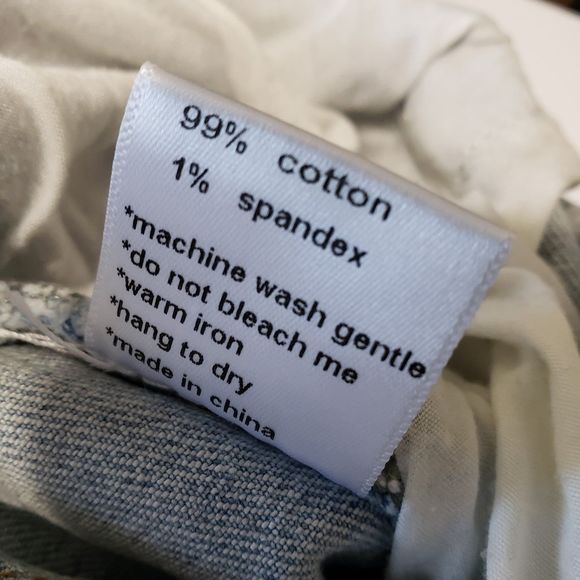 99% cotton
1% spandex
*machine wash gentle
*do not bleach me
*warm iron
*hang to dry
*made in china